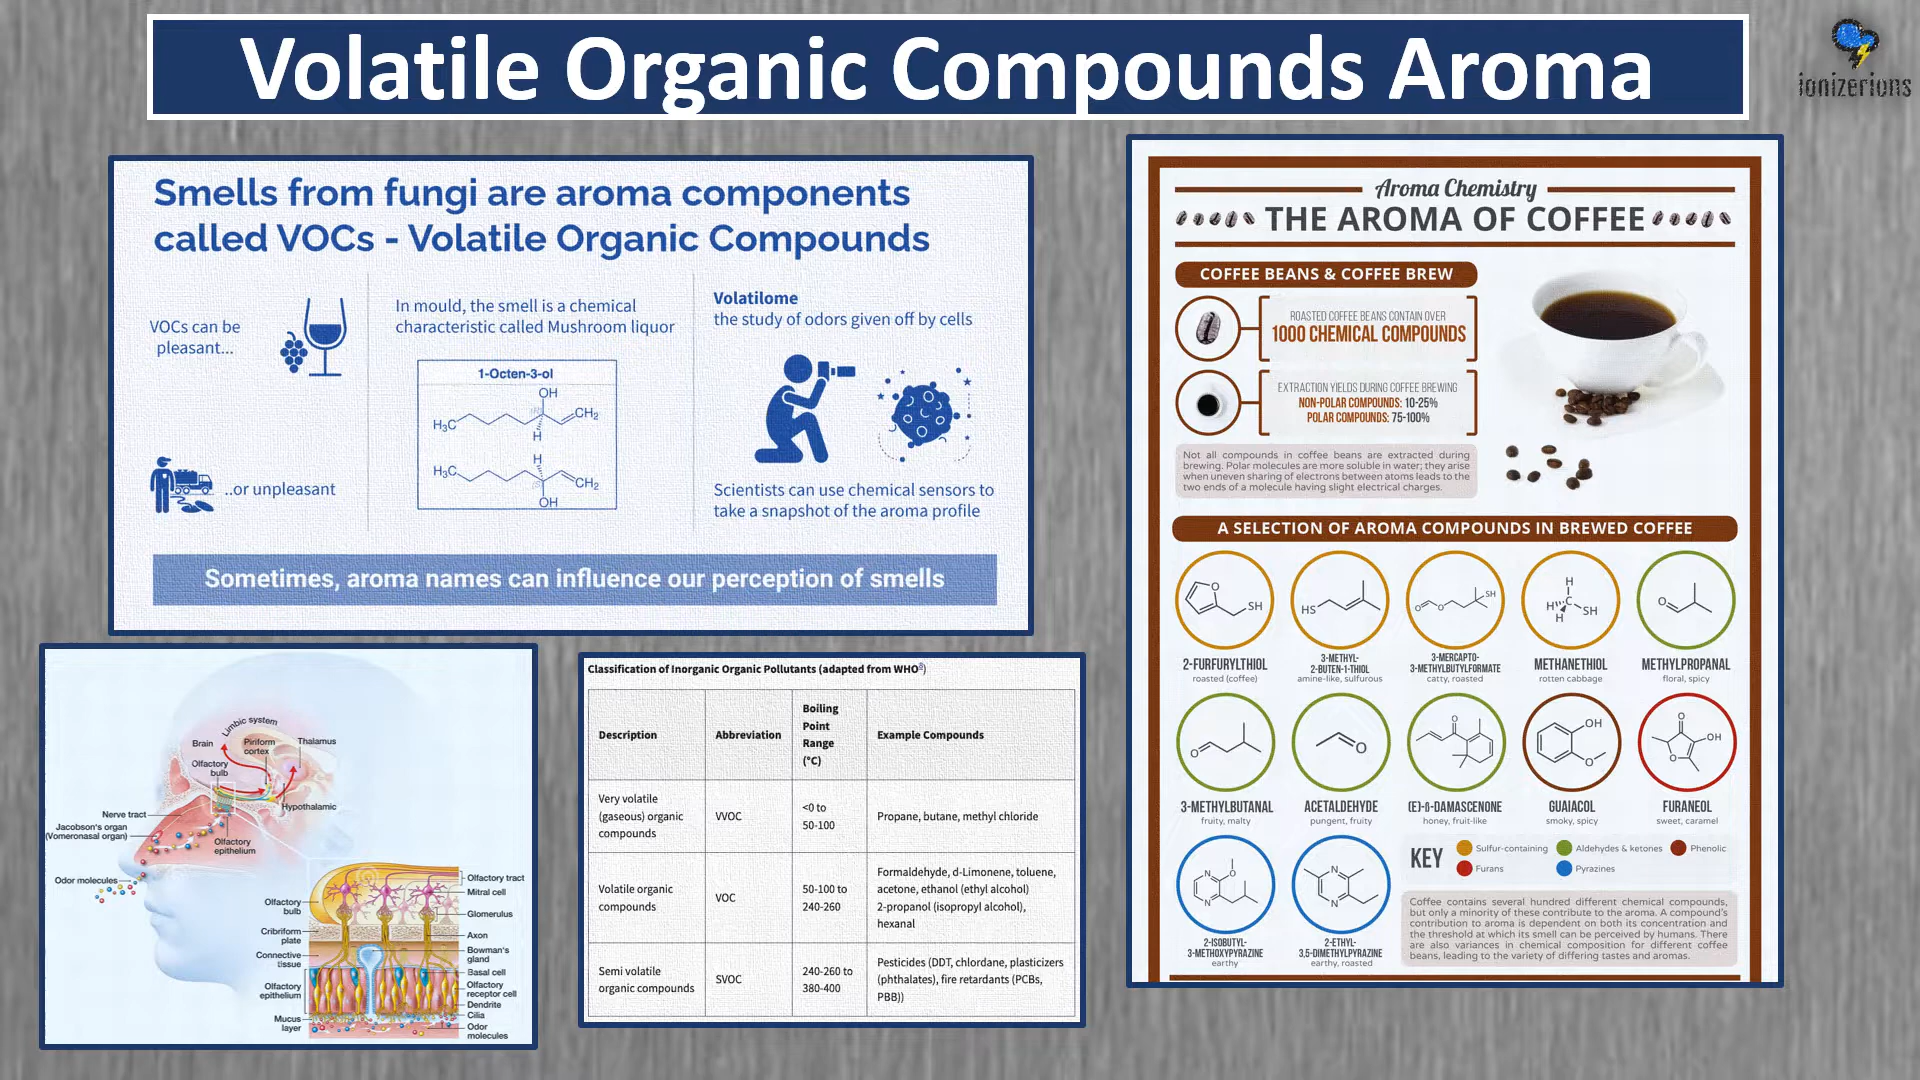 Volatile Organic Compounds Aroma
ionizerions
Smells from fungi are aroma components
called VOCs - Volatile Organic Compounds
VOCs can be
pleasant...
..or unpleasant
In mould, the smell is a chemical
characteristic called Mushroom liquor
1-Octen-3-ol
OH
H₃C
CH₂
H
H
H₃C
CH₂
OH
Volatilome
the study of odors given off by cells
Scientists can use chemical sensors to
take a snapshot of the aroma profile
Sometimes, aroma names can influence our perception of smells
Limbic system
Brain
Piriform
cortex
Thalamus
Olfactory
bulb
Hypothalamic
Nerve tract
Jacobson's organ
(Vomeronasal organ)
Olfactory
epithelium
Odor molecules
Olfactory
bulb
Cribriform
plate
Connective
tissue
Olfactory
epithelium
Mucus
layer
Olfactory tract
Mitral cell
Glomerulus
Axon
Bowman's
gland
Basal cell
Olfactory
receptor cell
Dendrite
Cilia
Odor
molecules
Classification of Inorganic Organic Pollutants (adapted from WHO⁸)
Description
Abbreviation
Boiling
Point
Range
(°C)
Example Compounds
Very volatile
(gaseous) organic
compounds
VVOC
<0 to
50-100
Propane, butane, methyl chloride
Volatile organic
compounds
VOC
50-100 to
240-260
Formaldehyde, d-Limonene, toluene,
acetone, ethanol (ethyl alcohol)
2-propanol (isopropyl alcohol),
hexanal
Semi volatile
organic compounds
SVOC
240-260 to
380-400
Pesticides (DDT, chlordane, plasticizers
(phthalates), fire retardants (PCBs,
PBB))
Aroma Chemistry
THE AROMA OF COFFEE
COFFEE BEANS & COFFEE BREW
ROASTED COFFEE BEANS CONTAIN OVER
1000 CHEMICAL COMPOUNDS
EXTRACTION YIELDS DURING COFFEE BREWING
NON-POLAR COMPOUNDS: 10-25%
POLAR COMPOUNDS: 75-100%
Not all compounds in coffee beans are extracted during
brewing. Polar molecules are more soluble in water; they arise
when uneven sharing of electrons between atoms leads to the
two ends of a molecule having slight electrical charges.
A SELECTION OF AROMA COMPOUNDS IN BREWED COFFEE
O
SH
HS
O
O
SH
H
H
C
SH
H
O
2-FURFURYLTHIOL
roasted (coffee)
3-METHYL-
2-BUTEN-1-THIOL
amine-like, sulfurous
3-MERCAPTO-
3-METHYLBUTYLFORMATE
catty, roasted
METHANETHIOL
rotten cabbage
METHYLPROPANAL
floral, spicy
O
O
O
OH
O
O
OH
O
3-METHYLBUTANAL
fruity, malty
ACETALDEHYDE
pungent, fruity
(E)-ß-DAMASCENONE
honey, fruit-like
GUAIACOL
smoky, spicy
FURANEOL
sweet, caramel
N
O
N
N
N
2-ISOBUTYL-
3-METHOXYPYRAZINE
earthy
2-ETHYL-
3,5-DIMETHYLPYRAZINE
earthy, roasted
KEY
Sulfur-containing
Aldehydes & ketones
Phenolic
Furans
Pyrazines
Coffee contains several hundred different chemical compounds,
but only a minority of these contribute to the aroma. A compound's
contribution to aroma is dependent on both its concentration and
the threshold at which its smell can be perceived by humans. There
are also variances in chemical composition for different coffee
beans, leading to the variety of differing tastes and aromas.